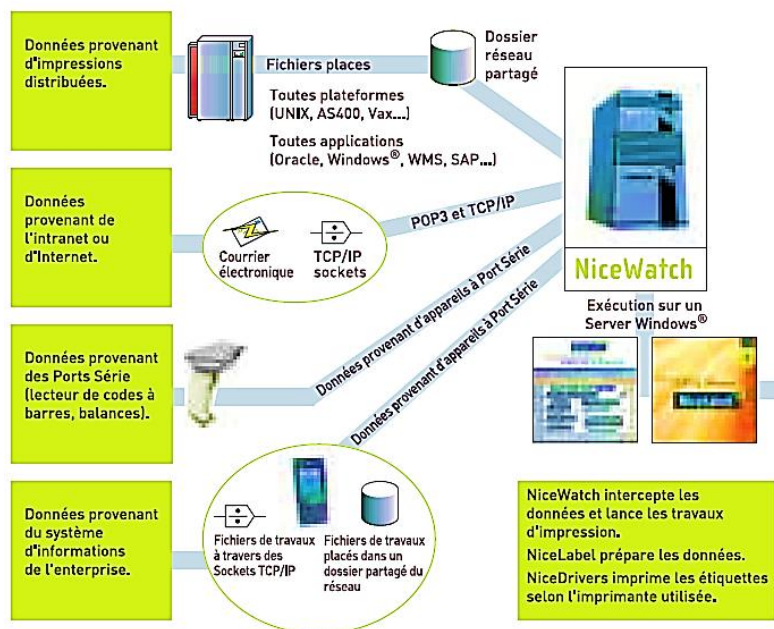 Données provenant
d'impressions
distribuées.
Fichiers places
Dossier
réseau
partagé
Toutes plateformes
(UNIX, AS400, Vax...)
Toutes applications
(Oracle, Windows®, WMS, SAP...)
Données
provenant de
l'intranet ou
d'Internet.
Courrier
électronique
TCP/IP
sockets
POP3 et TCP/IP
NiceWatch
Exécution sur un
Server Windows®
Données provenant
des Ports Série
(lecteur de codes à
barres, balances).
Données provenant d'appareils à Port Série
Données provenant d'appareils à Port Série
Données provenant
du système
d'informations
de l'enterprise.
Fichiers de travaux
à travers des
Sockets TCP/IP
Fichiers de travaux
placés dans un
dossier partagé du
réseau
NiceWatch intercepte les
données et lance les travaux
d'impression.
NiceLabel prépare les données.
NiceDrivers imprime les étiquettes
selon l'imprimante utilisée.